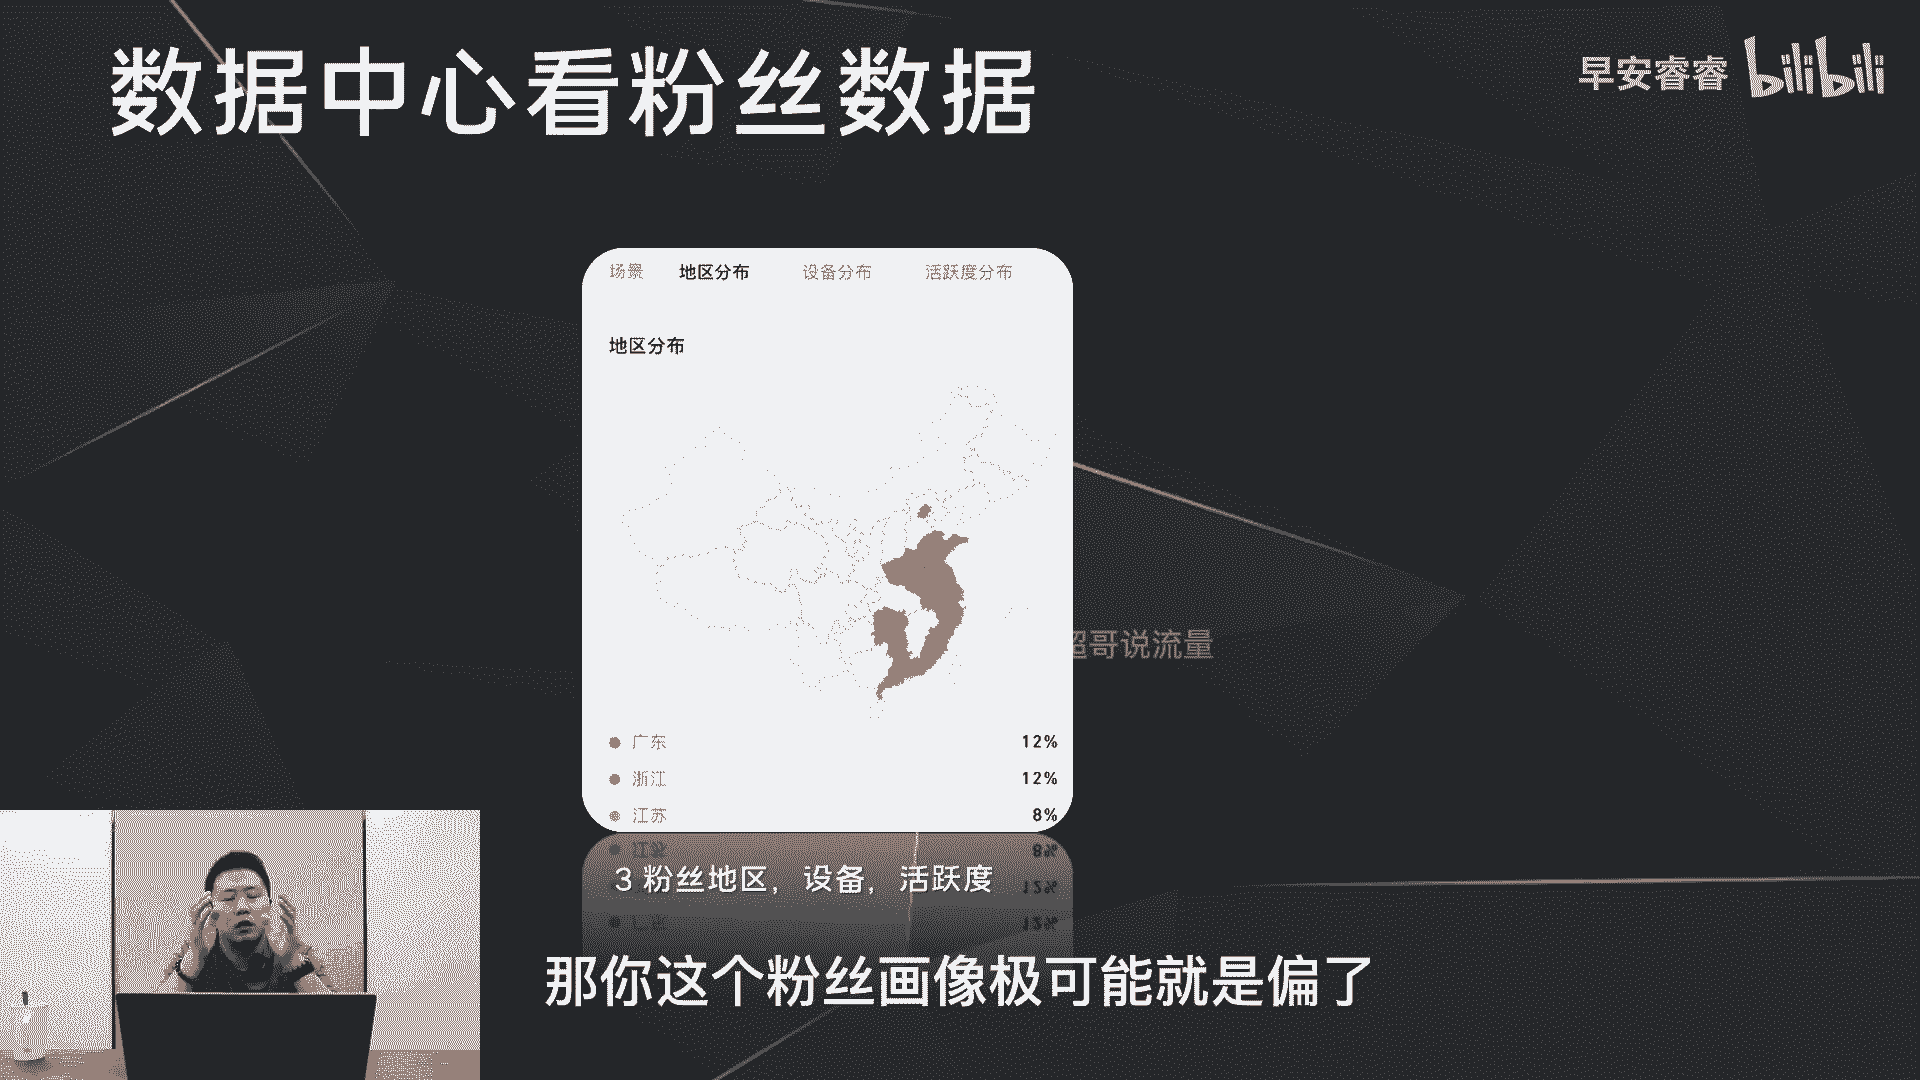 数据中心看粉丝数据
早安睿睿 bilibili
场景 地区分布 设备分布 活跃度分布
地区分布
超哥说流量
广东 12%
浙江 12%
江苏 8%
3 粉丝地区，设备，活跃度
那你这个粉丝画像极可能就是偏了